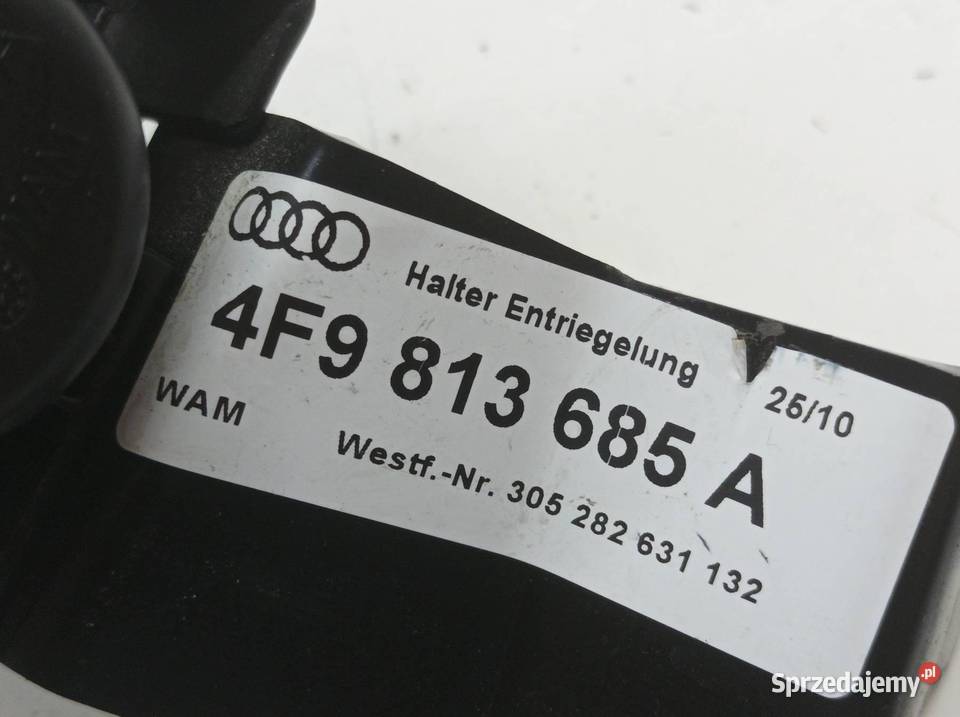 Halter Entriegelung
25/10
4F9 813 685 A
WAM
Westf.-Nr. 305 282 631 132
Sprzedajemy.pl